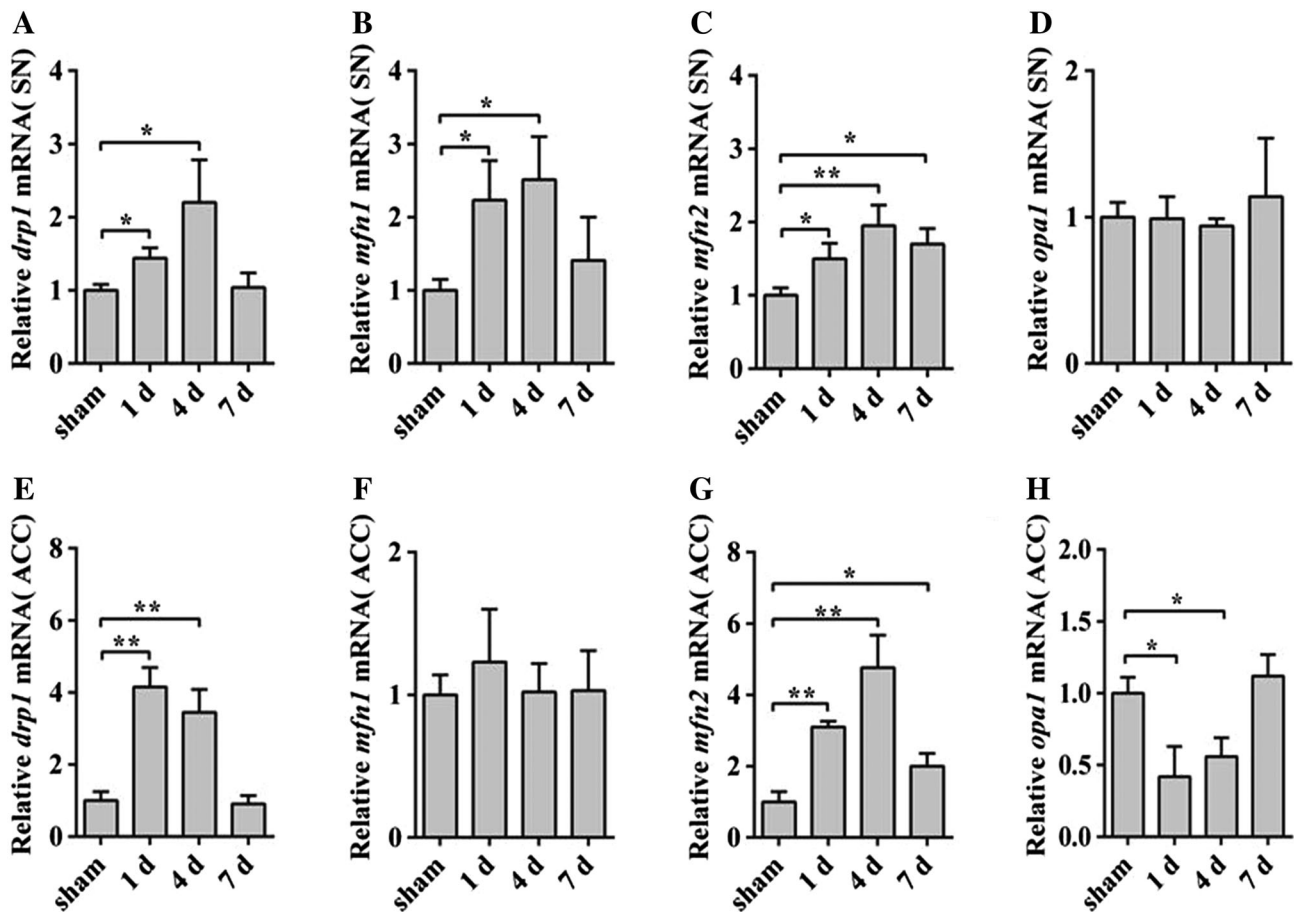 A
Relative drp1 mRNA( SN)
4
3
2
1
0
*
*
sham
1 d
4 d
7 d
B
Relative mfn1 mRNA( SN)
4
3
2
1
0
*
*
sham
1 d
4 d
7 d
C
Relative mfn2 mRNA( SN)
4
3
2
1
0
*
**
*
sham
1 d
4 d
7 d
D
Relative opa1 mRNA( SN)
2
1
0
sham
1 d
4 d
7 d
E
Relative drp1 mRNA( ACC)
8
6
4
2
0
**
**
sham
1 d
4 d
7 d
F
Relative mfn1 mRNA( ACC)
2
1
0
sham
1 d
4 d
7 d
G
Relative mfn2 mRNA( ACC)
8
6
4
2
0
*
**
**
sham
1 d
4 d
7 d
H
Relative opa1 mRNA( ACC)
2.0
1.5
1.0
0.5
0.0
*
*
sham
1 d
4 d
7 d